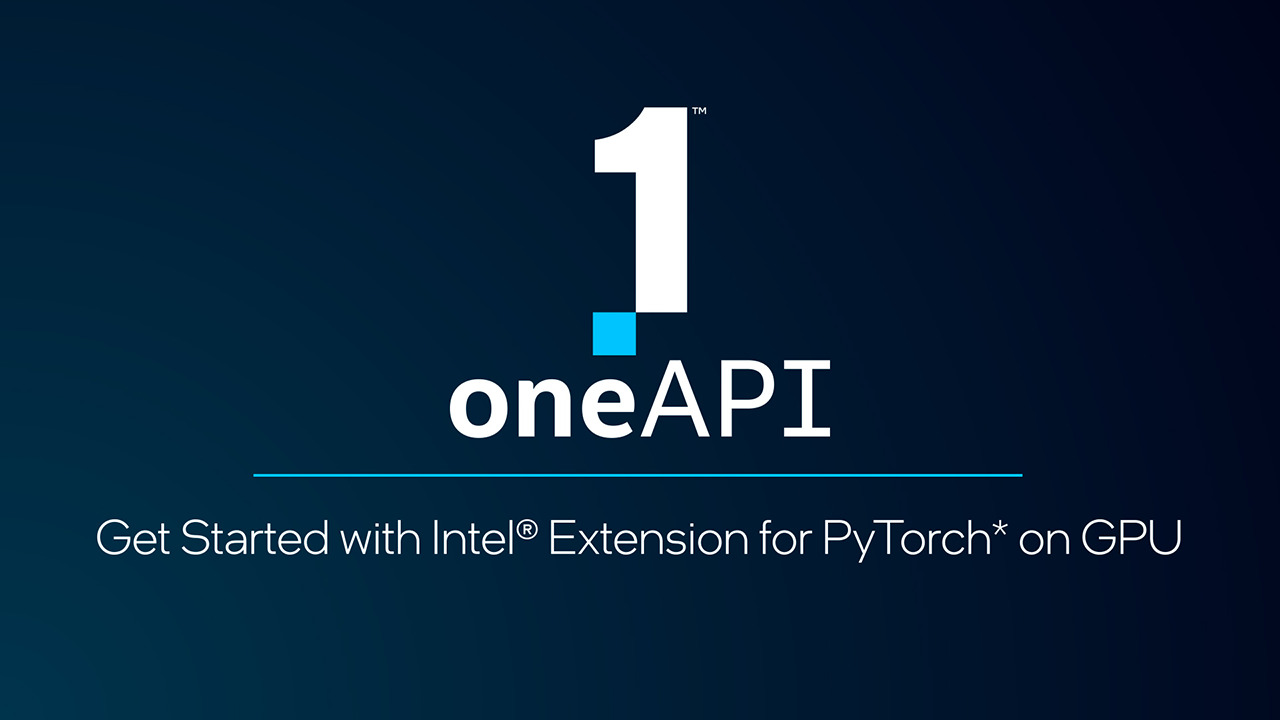 1™
oneAPI
Get Started with Intel® Extension for PyTorch* on GPU